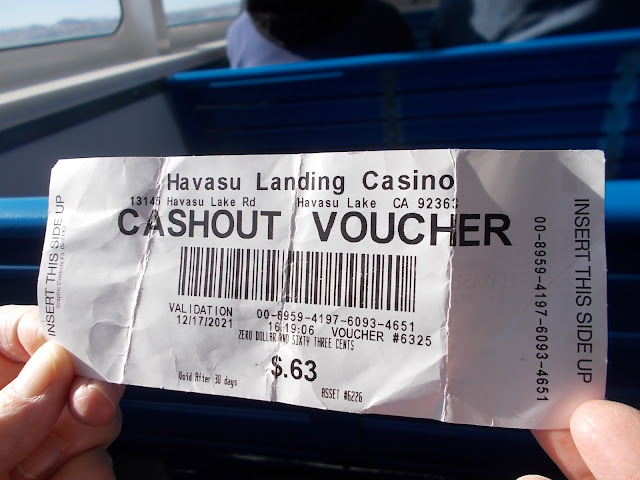 Havasu Landing Casino
13145 Havasu Lake Rd Havasu Lake CA 92363
CASHOUT VOUCHER
VALIDATION 00-8959-4197-6093-4651
12/17/2021 16:19:06 VOUCHER #6325
ZERO DOLLAR AND SIXTY THREE CENTS
$.63
Void After 30 days ASSET #6226
INSERT THIS SIDE UP
00-8959-4197-6093-4651
INSERT THIS SIDE UP